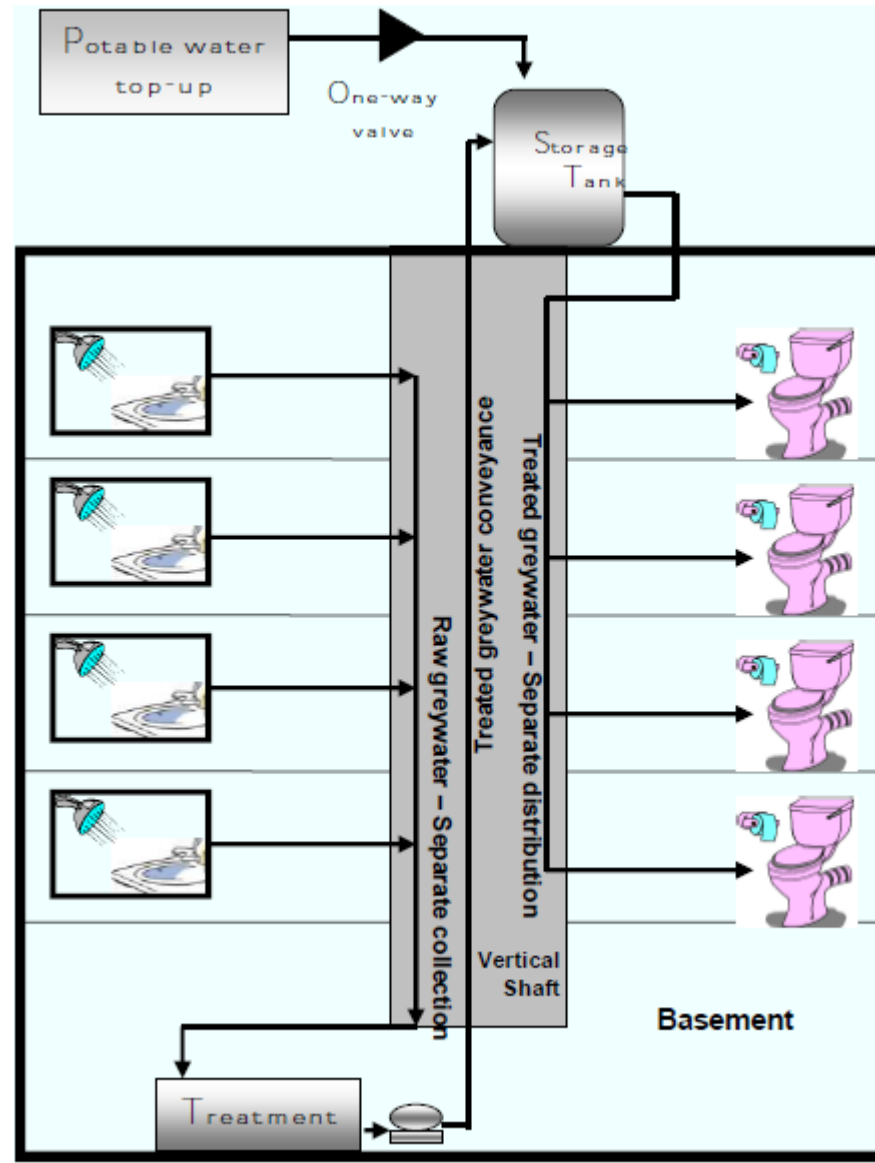 Potable water
top-up
One-way
valve
Storage
Tank
Raw greywater – Separate collection
Treated greywater conveyance
Treated greywater – Separate distribution
Vertical
Shaft
Basement
Treatment